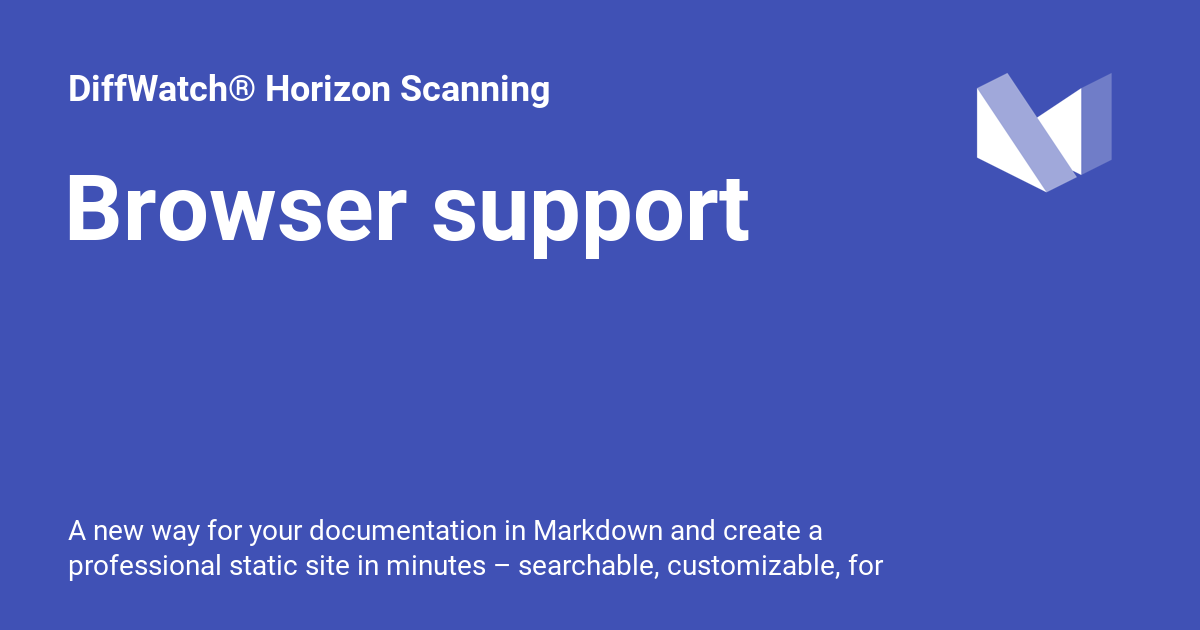 DiffWatch® Horizon Scanning
Browser support
A new way for your documentation in Markdown and create a
professional static site in minutes – searchable, customizable, for